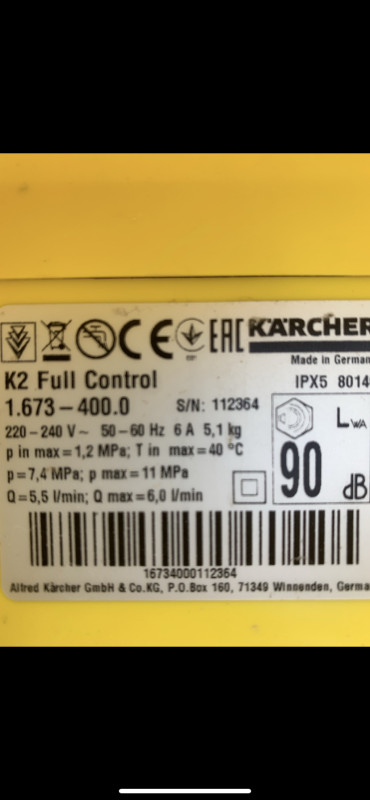 EAC KÄRCHER
Made in German
K2 Full Control
IPX5 8014
1.673-400.0
S/N: 112364
220-240 V~ 50-60 Hz 6 A 5,1 kg
p in max=1,2 MPa; T in max=40 °C
p=7,4 MPa; p max=11 MPa
Q=5,5 l/min; Q max=6,0 l/min
LWA
90 dB
16734000112364
Alfred Kärcher GmbH & Co.KG, P.O.Box 160, 71349 Winnenden, Germa